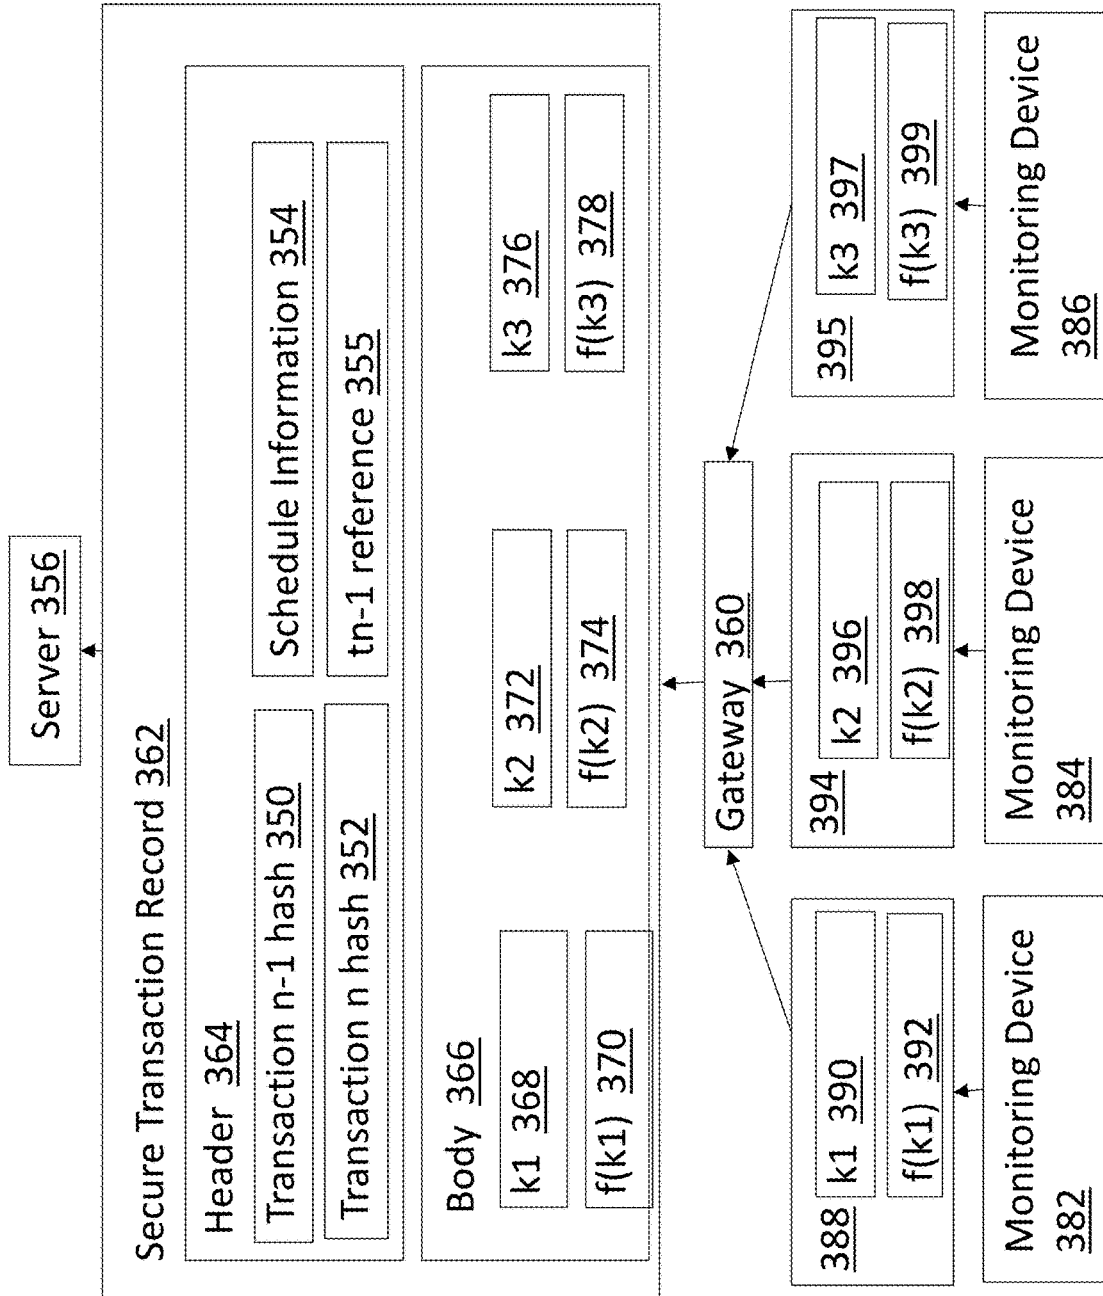 Server 356
Secure Transaction Record 362
Header 364
Transaction n-1 hash 350
Schedule Information 354
Transaction n hash 352
tn-1 reference 355
Body 366
k1 368
k2 372
k3 376
f(k1) 370
f(k2) 374
f(k3) 378
Gateway 360
388
k1 390
f(k1) 392
394
k2 396
f(k2) 398
395
k3 397
f(k3) 399
Monitoring Device
382
Monitoring Device
384
Monitoring Device
386